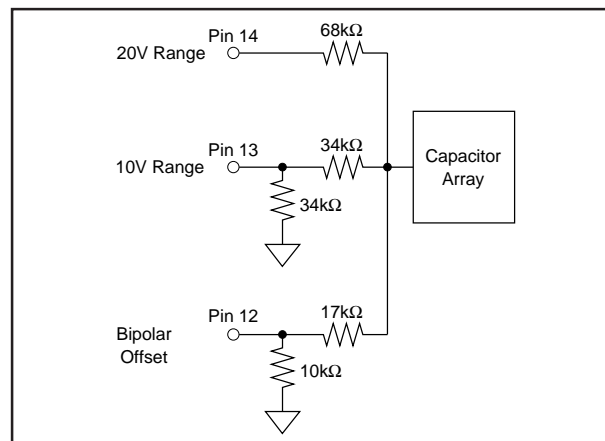 Pin 14
68kΩ
20V Range
Pin 13
34kΩ
10V Range
Capacitor
Array
34kΩ
Pin 12
17kΩ
Bipolar
Offset
10kΩ